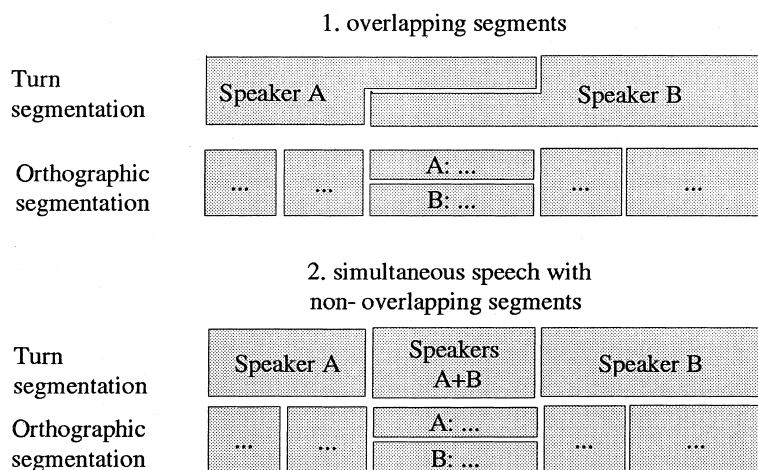 1. overlapping segments
Turn
segmentation
Speaker A
Speaker B
Orthographic
segmentation
...
...
A: ...
B: ...
...
...
2. simultaneous speech with
non- overlapping segments
Turn
segmentation
Speaker A
Speakers
A+B
Speaker B
Orthographic
segmentation
...
...
A: ...
B: ...
...
...